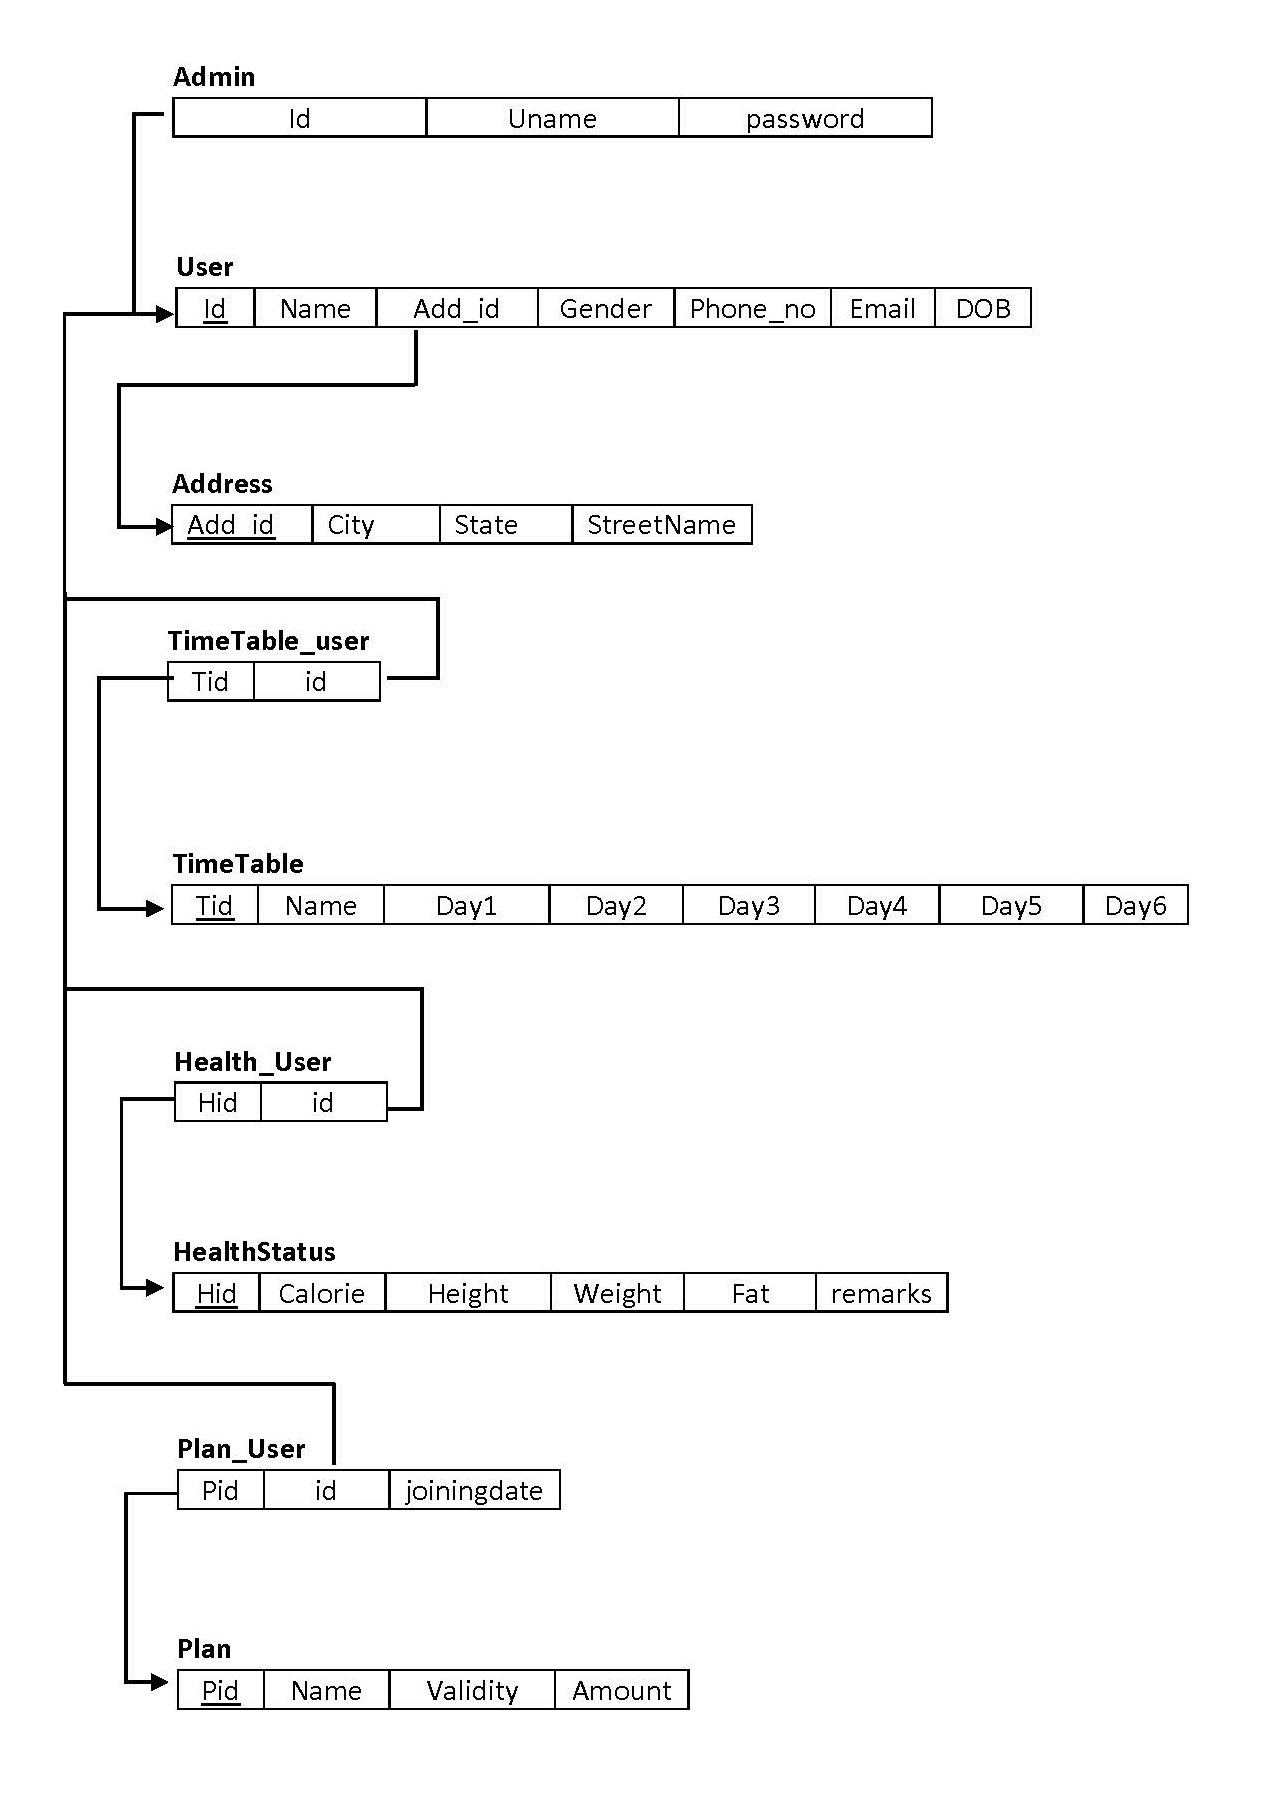 Admin
Id Uname password
User
Id Name Add_id Gender Phone_no Email DOB
Address
Add_id City State StreetName
TimeTable_user
Tid id
TimeTable
Tid Name Day1 Day2 Day3 Day4 Day5 Day6
Health_User
Hid id
HealthStatus
Hid Calorie Height Weight Fat remarks
Plan_User
Pid id joiningdate
Plan
Pid Name Validity Amount